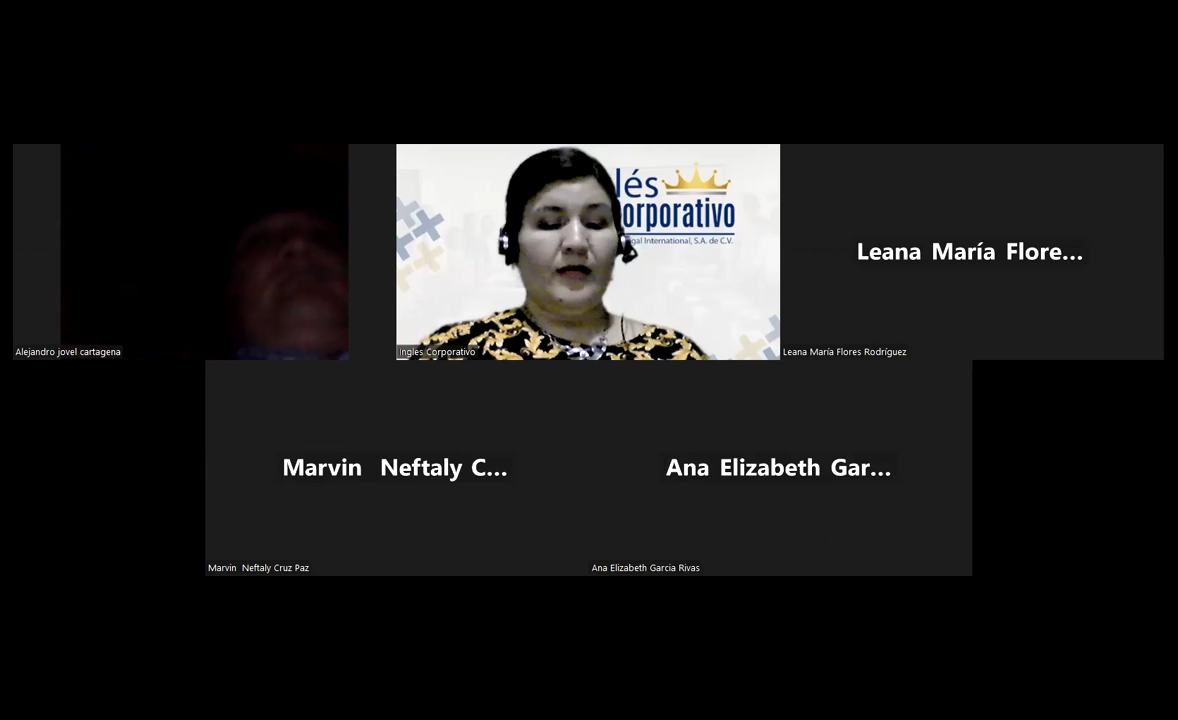 lés
orporativo
gal International, S.A. de C.V.
Leana María Flore...
Alejandro jovel cartagena
Ingles Corporativo
Leana María Flores Rodríguez
Marvin  Neftaly C...
Ana Elizabeth Gar...
Marvin  Neftaly Cruz Paz
Ana Elizabeth Garcia Rivas